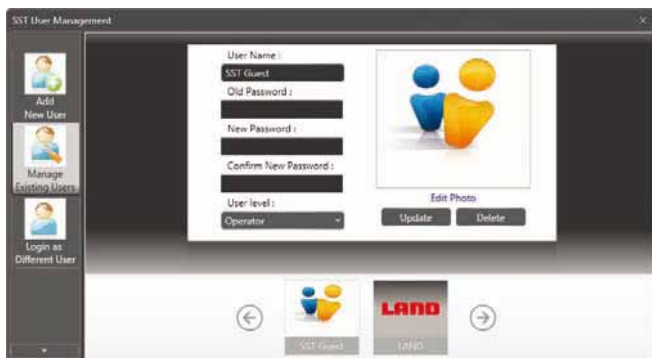 SST User Management
Add
New User
Manage
Existing Users
Login as
Different User
User Name :
SST Guest
Old Password :
New Password :
Confirm New Password :
User level :
Operator
Edit Photo
Update
Delete
LAND
SST Guest
LAND